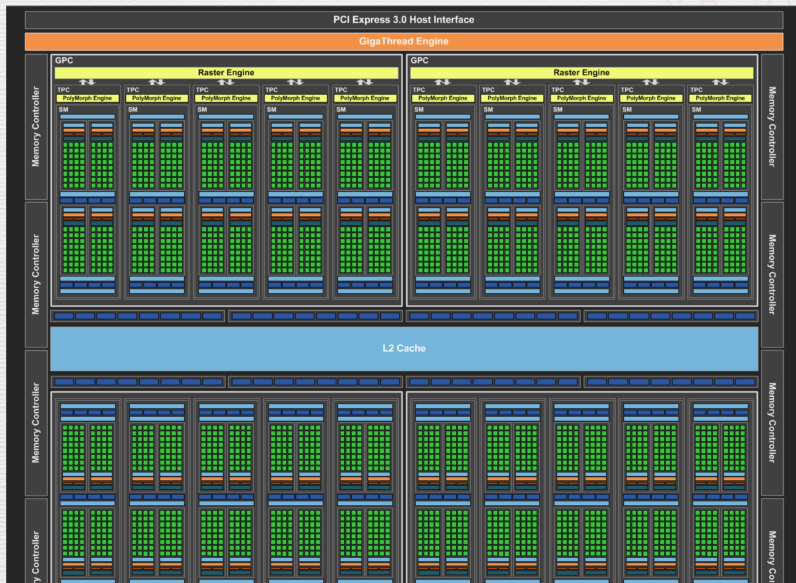 PCI Express 3.0 Host Interface
GigaThread Engine
GPC
GPC
Raster Engine
Raster Engine
TPC
TPC
TPC
TPC
TPC
TPC
TPC
TPC
TPC
TPC
PolyMorph Engine
PolyMorph Engine
PolyMorph Engine
PolyMorph Engine
PolyMorph Engine
PolyMorph Engine
PolyMorph Engine
PolyMorph Engine
PolyMorph Engine
PolyMorph Engine
SM
SM
SM
SM
SM
SM
SM
SM
SM
SM
Memory Controller
Memory Controller
Memory Controller
Memory Controller
L2 Cache
Memory Controller
Memory Controller
Controller
Memory